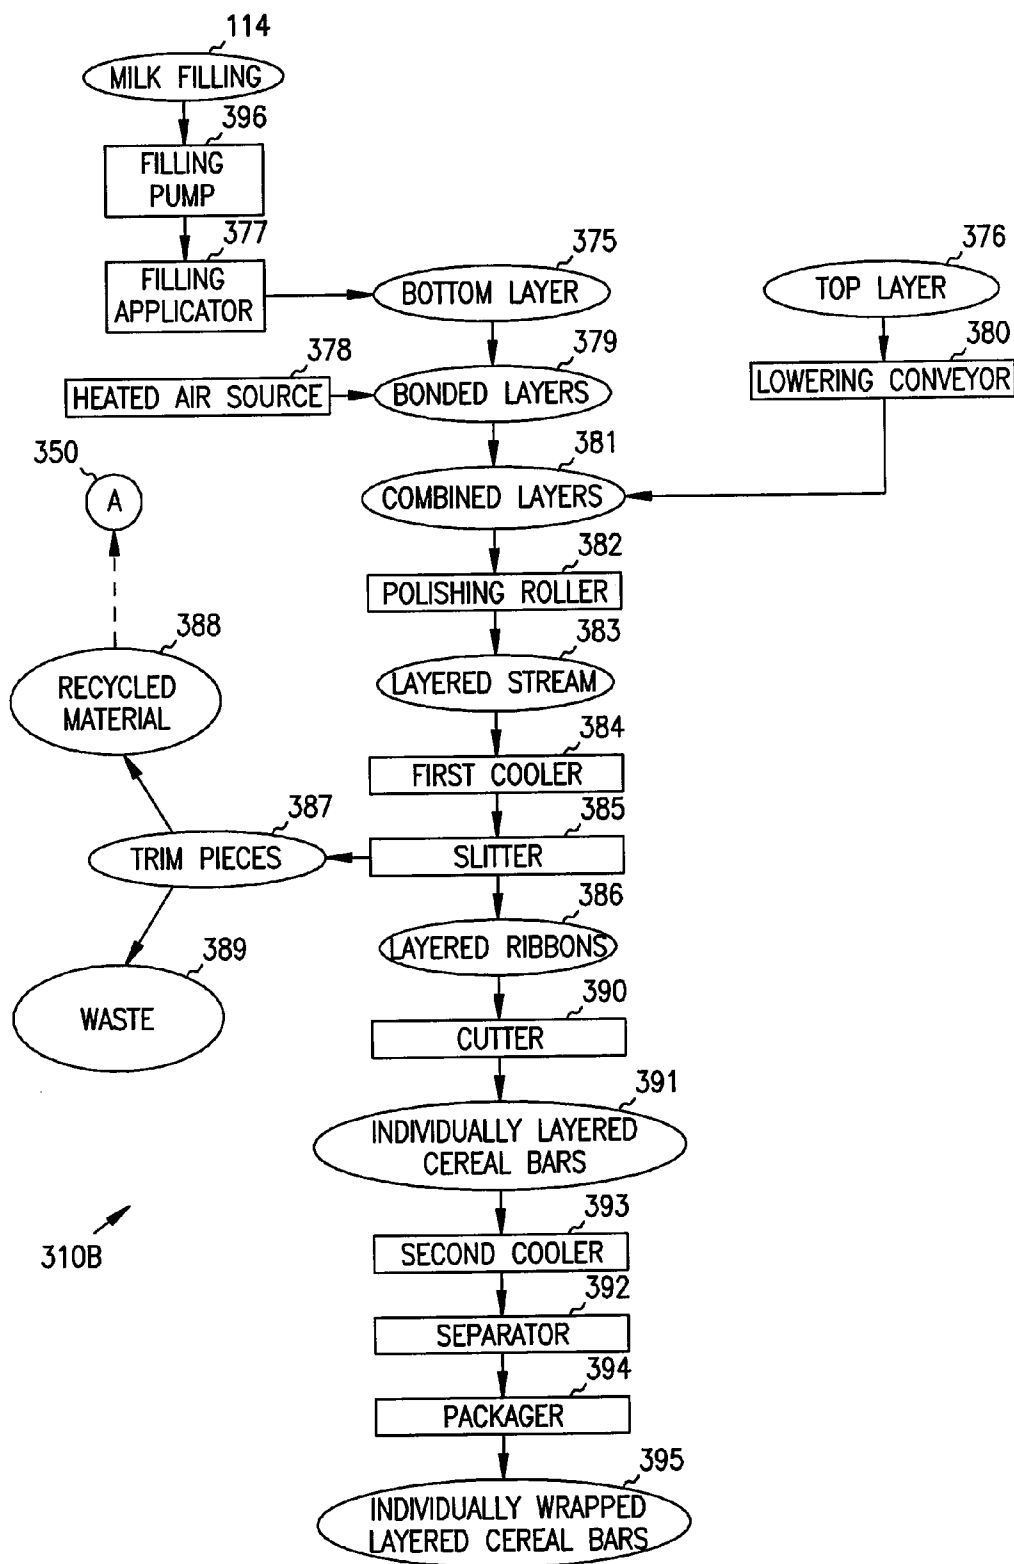 114
MILK FILLING
396
FILLING
PUMP
377
FILLING
APPLICATOR
375
BOTTOM LAYER
376
TOP LAYER
378
HEATED AIR SOURCE
379
BONDED LAYERS
380
LOWERING CONVEYOR
350
A
381
COMBINED LAYERS
382
POLISHING ROLLER
388
RECYCLED
MATERIAL
383
LAYERED STREAM
384
FIRST COOLER
387
TRIM PIECES
385
SLITTER
386
LAYERED RIBBONS
389
WASTE
390
CUTTER
391
INDIVIDUALLY LAYERED
CEREAL BARS
310B
393
SECOND COOLER
392
SEPARATOR
394
PACKAGER
395
INDIVIDUALLY WRAPPED
LAYERED CEREAL BARS